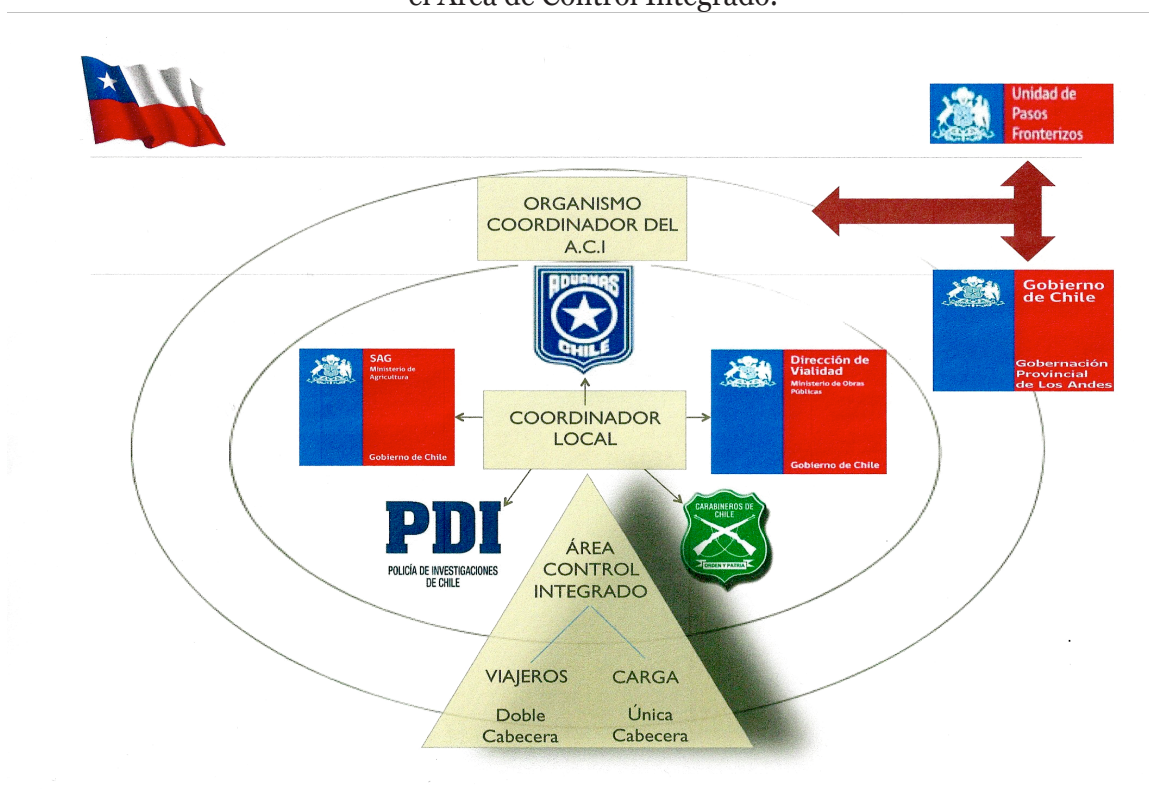 el Área de Control Integrado.
Unidad de
Pasos
Fronterizos
ORGANISMO
COORDINADOR DEL
A.C.I
ADUANAS
CHILE
Gobierno
de Chile
Gobernación
Provincial
de Los Andes
SAG
Ministerio de
Agricultura
Gobierno de Chile
Dirección de
Vialidad
Ministerio de Obras
Públicas
Gobierno de Chile
COORDINADOR
LOCAL
PDI
POLICÍA DE INVESTIGACIONES
DE CHILE
CARABINEROS DE
CHILE
ORDEN Y PATRIA
ÁREA
CONTROL
INTEGRADO
VIAJEROS
CARGA
Doble
Cabecera
Única
Cabecera